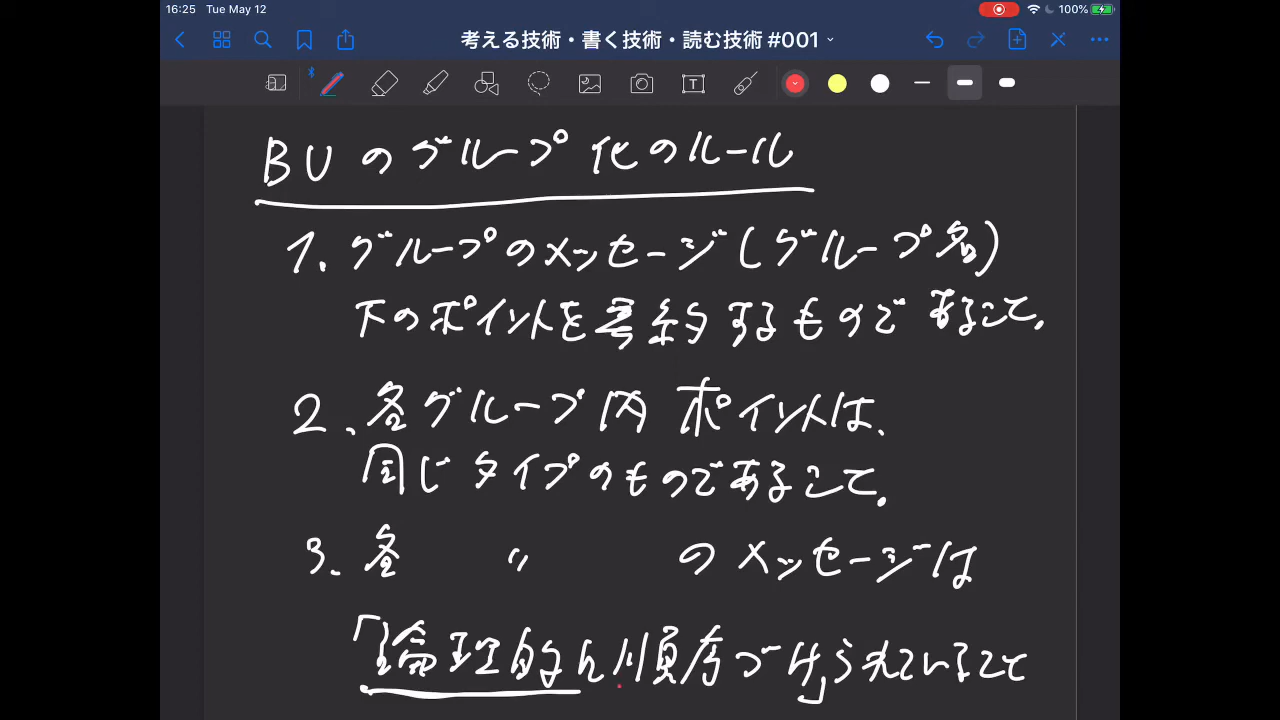 16:25 Tue May 12 100%
考える技術・書く技術・読む技術 #001
T
BUのグループ化のルール
1. グループのメッセージ(グループ名)
下のポイントを要約するものであること.
2. 各グループ内 ポイントは、
同じタイプのものであること.
3. 各 〃 のメッセージは
「論理的に順序づけ」られていること